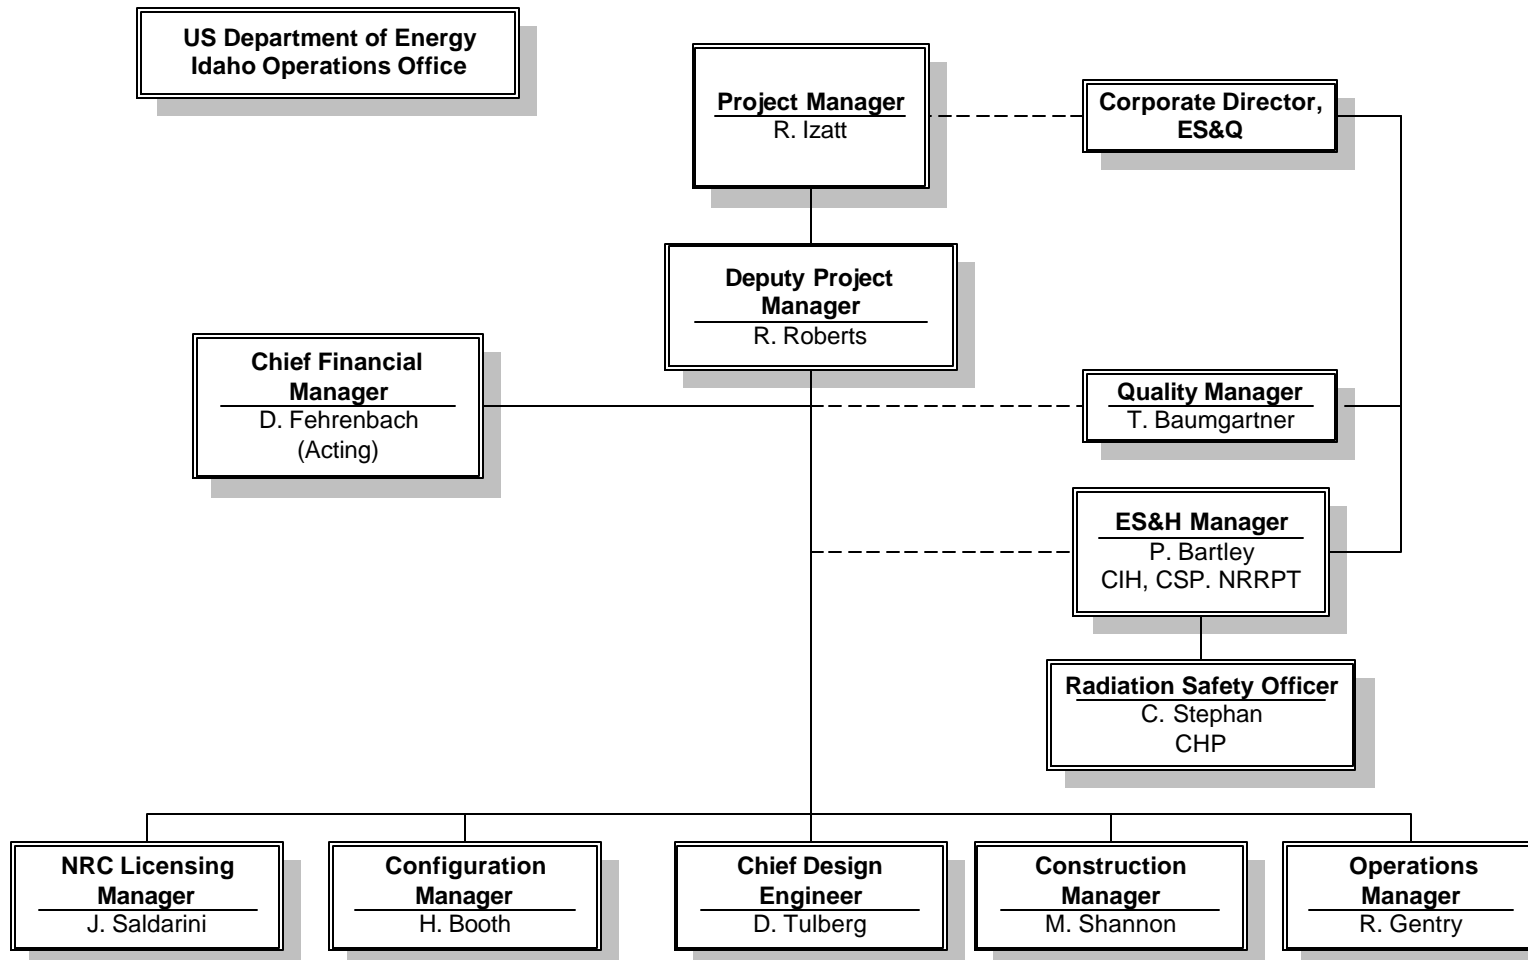 US Department of Energy
Idaho Operations Office
Project Manager
R. Izatt
Corporate Director,
ES&Q
Deputy Project
Manager
R. Roberts
Chief Financial
Manager
D. Fehrenbach
(Acting)
Quality Manager
T. Baumgartner
ES&H Manager
P. Bartley
CIH, CSP. NRRPT
Radiation Safety Officer
C. Stephan
CHP
NRC Licensing
Manager
J. Saldarini
Configuration
Manager
H. Booth
Chief Design
Engineer
D. Tulberg
Construction
Manager
M. Shannon
Operations
Manager
R. Gentry